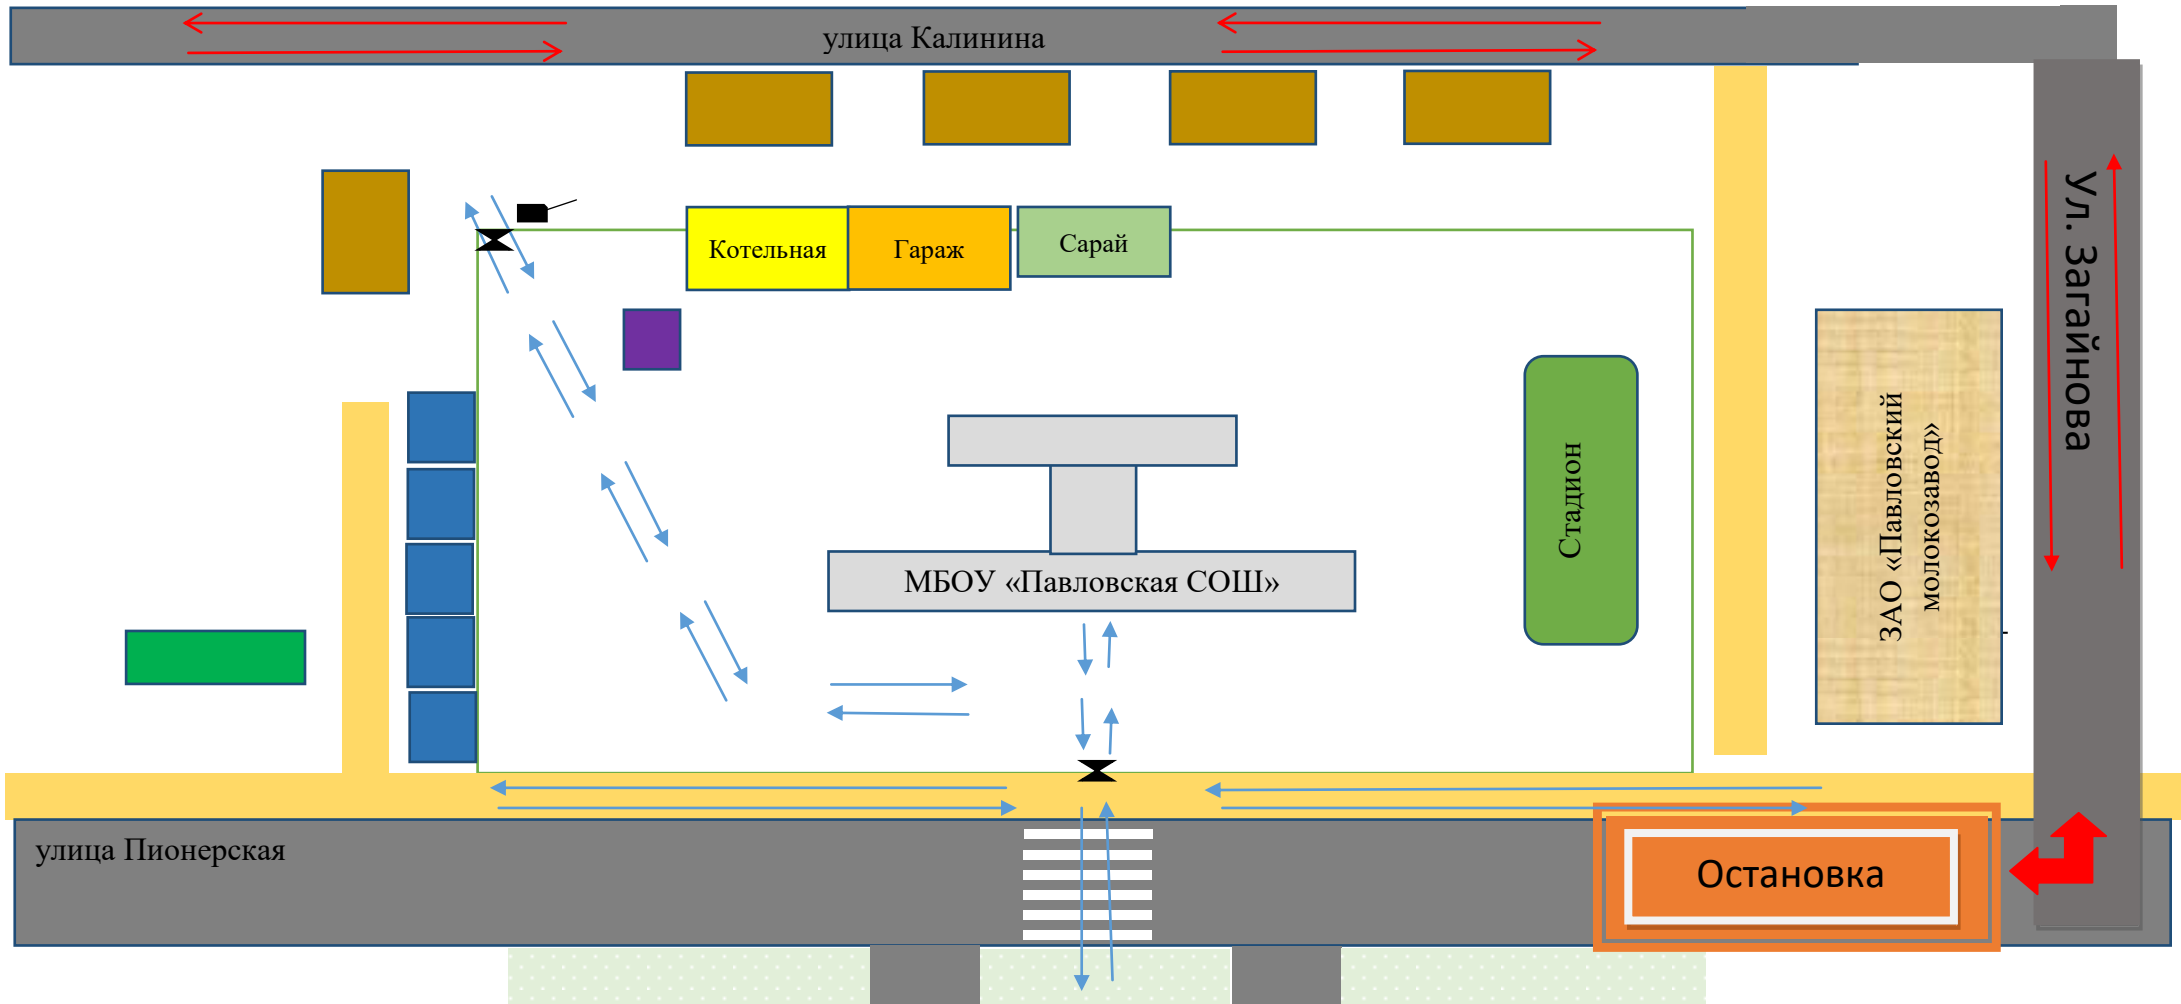 улица Калинина
Котельная
Гараж
Сарай
Ул. Загайнова
ЗАО «Павловский
молокозавод»
Стадион
МБОУ «Павловская СОШ»
улица Пионерская
Остановка